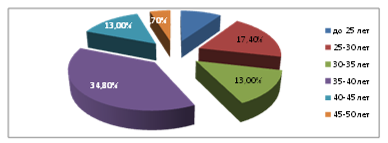 ,70%
17,40%
13,00%
34,80%
13,00%
до 25 лет
25-30 лет
30-35 лет
35-40 лет
40-45 лет
45-50 лет